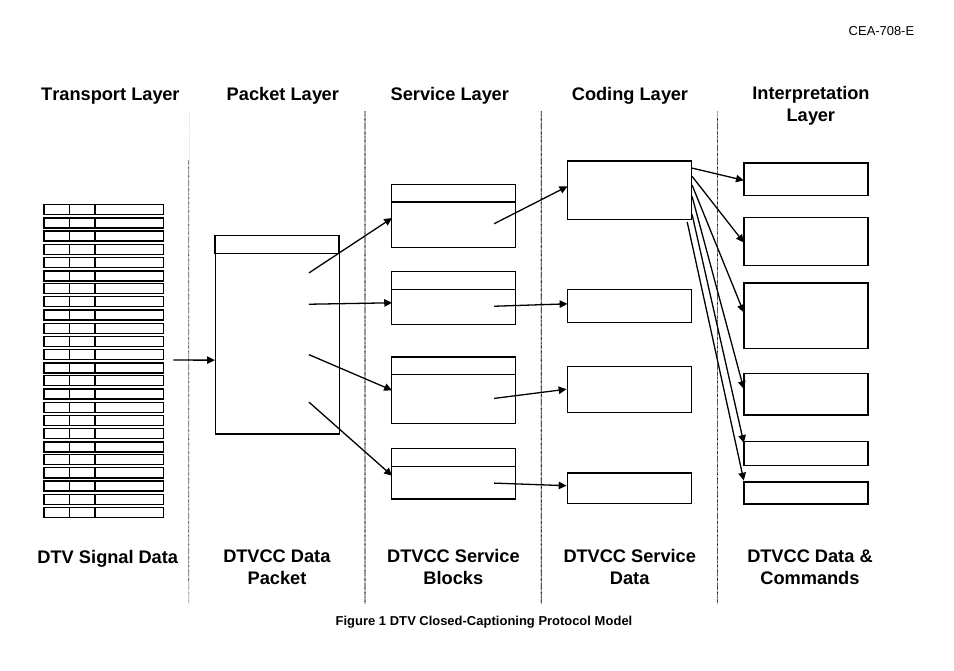 CEA-708-E
Transport Layer
Packet Layer
Service Layer
Coding Layer
Interpretation
Layer
DTV Signal Data
DTVCC Data
Packet
DTVCC Service
Blocks
DTVCC Service
Data
DTVCC Data &
Commands
Figure 1 DTV Closed-Captioning Protocol Model